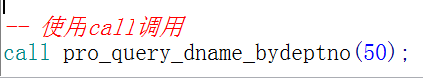 -- 使用call调用
call pro_query_dname_bydeptno(50);